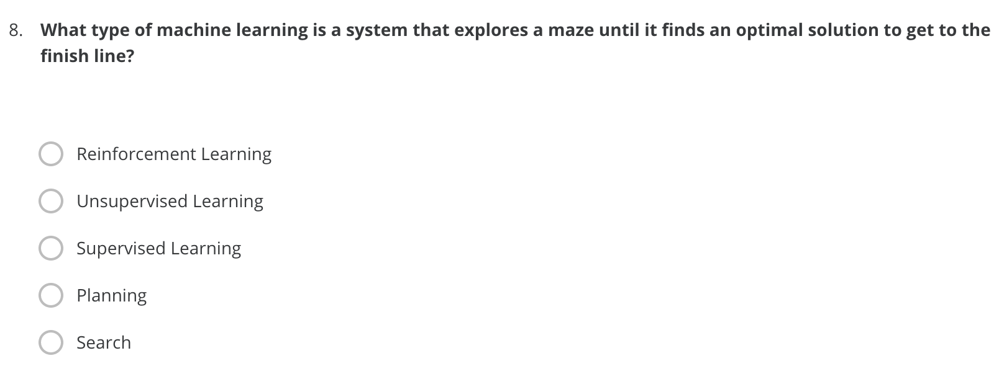 8. What type of machine learning is a system that explores a maze until it finds an optimal solution to get to the
finish line?
Reinforcement Learning
Unsupervised Learning
Supervised Learning
Planning
Search